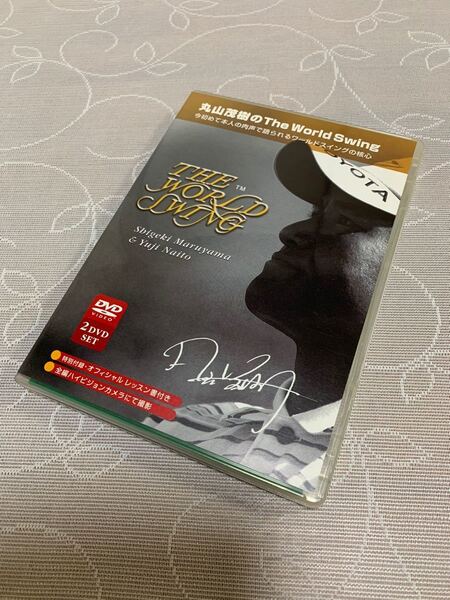 丸山茂樹のThe World Swing
今初めて本人の肉声で語られるワールドスイングの核心
YOTA
THE
WORLD
SWING
TM
Shigeki Maruyama
& Yuji Naito
DVD
VIDEO
2 DVD
SET
特別付録・オフィシャル レッスン書付き
全編ハイビジョンカメラにて撮影